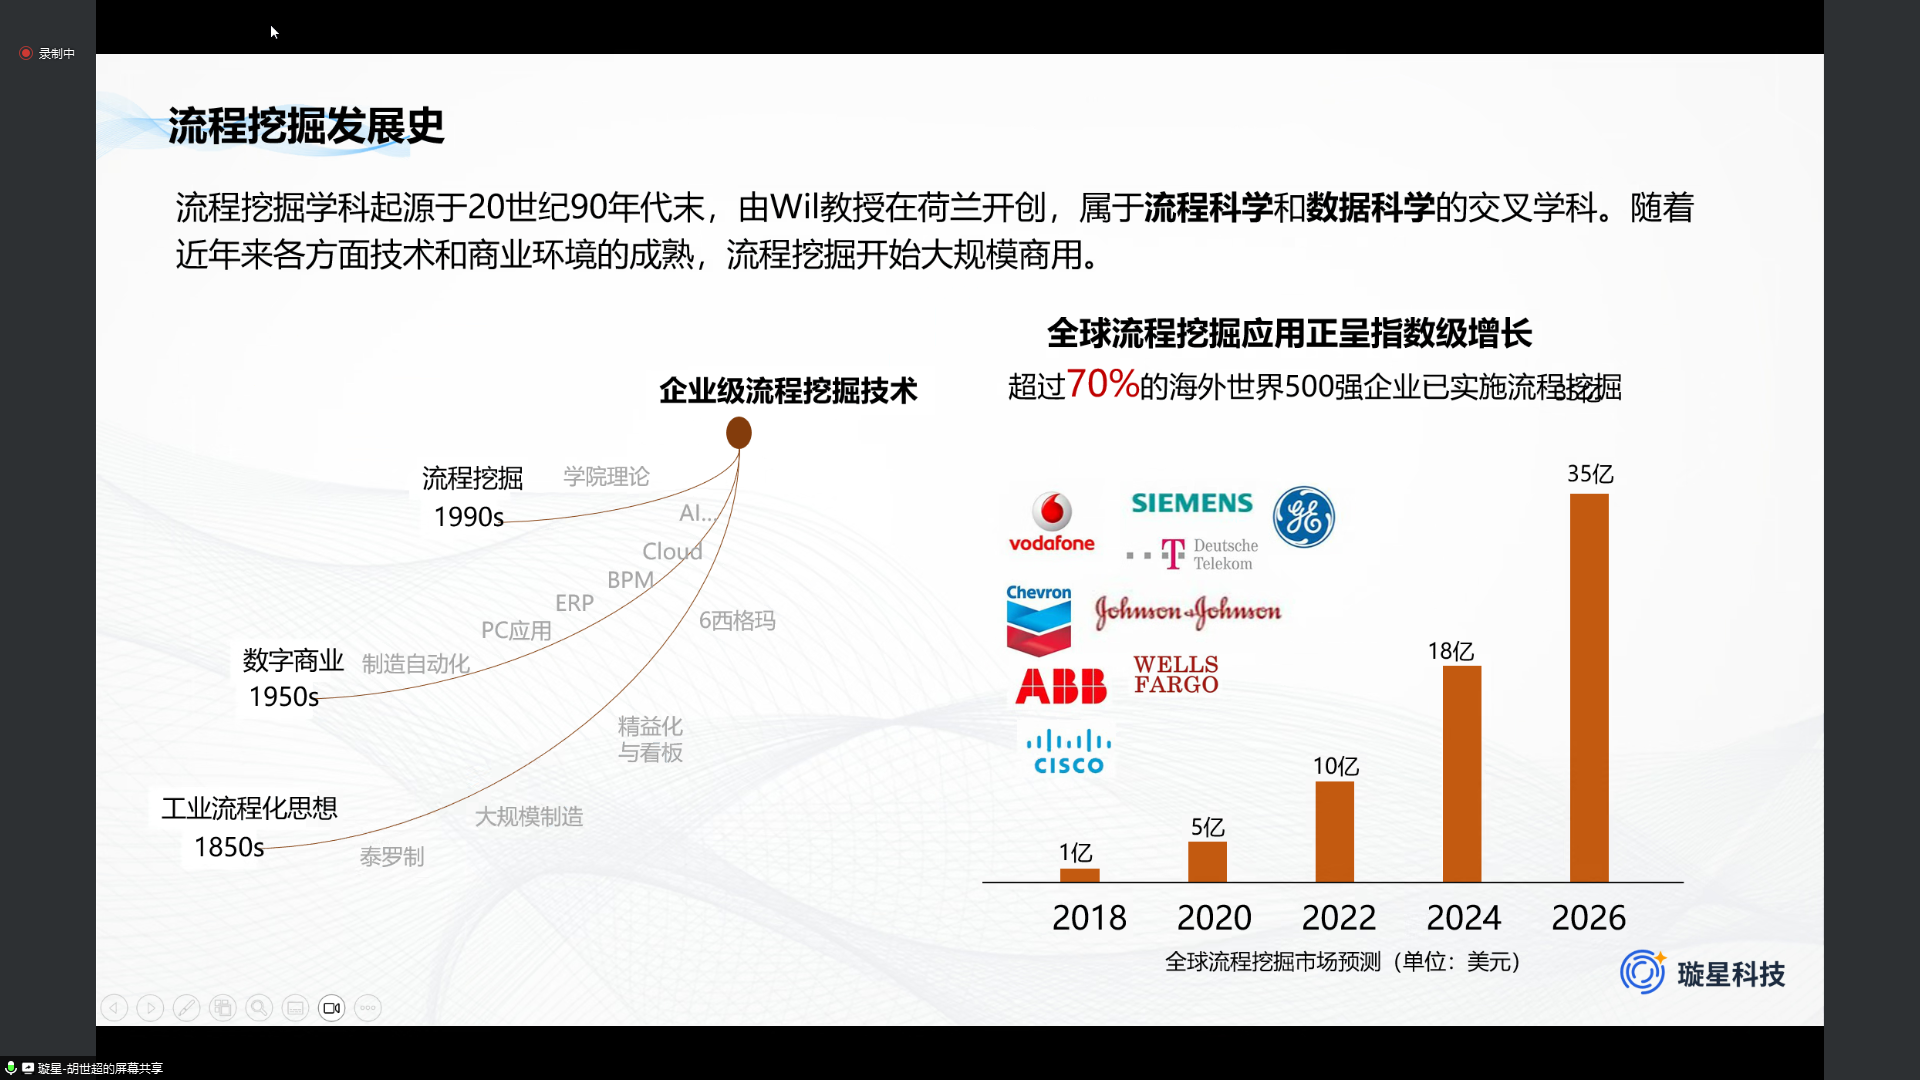 录制中
流程挖掘发展史
流程挖掘学科起源于20世纪90年代末，由Wil教授在荷兰开创，属于流程科学和数据科学的交叉学科。随着
近年来各方面技术和商业环境的成熟，流程挖掘开始大规模商用。
全球流程挖掘应用正呈指数级增长
超过70%的海外世界500强企业已实施流程挖掘
35亿
企业级流程挖掘技术
流程挖掘
1990s
学院理论
AI...
Cloud
BPM
ERP
PC应用
制造自动化
数字商业
1950s
6西格玛
精益化
与看板
大规模制造
泰罗制
工业流程化思想
1850s
vodafone
SIEMENS
GE
T
Deutsche
Telekom
Chevron
Johnson & Johnson
ABB
WELLS
FARGO
CISCO
1亿
5亿
10亿
18亿
35亿
2018 2020 2022 2024 2026
全球流程挖掘市场预测（单位：美元）
璇星科技
璇星-胡世超的屏幕共享